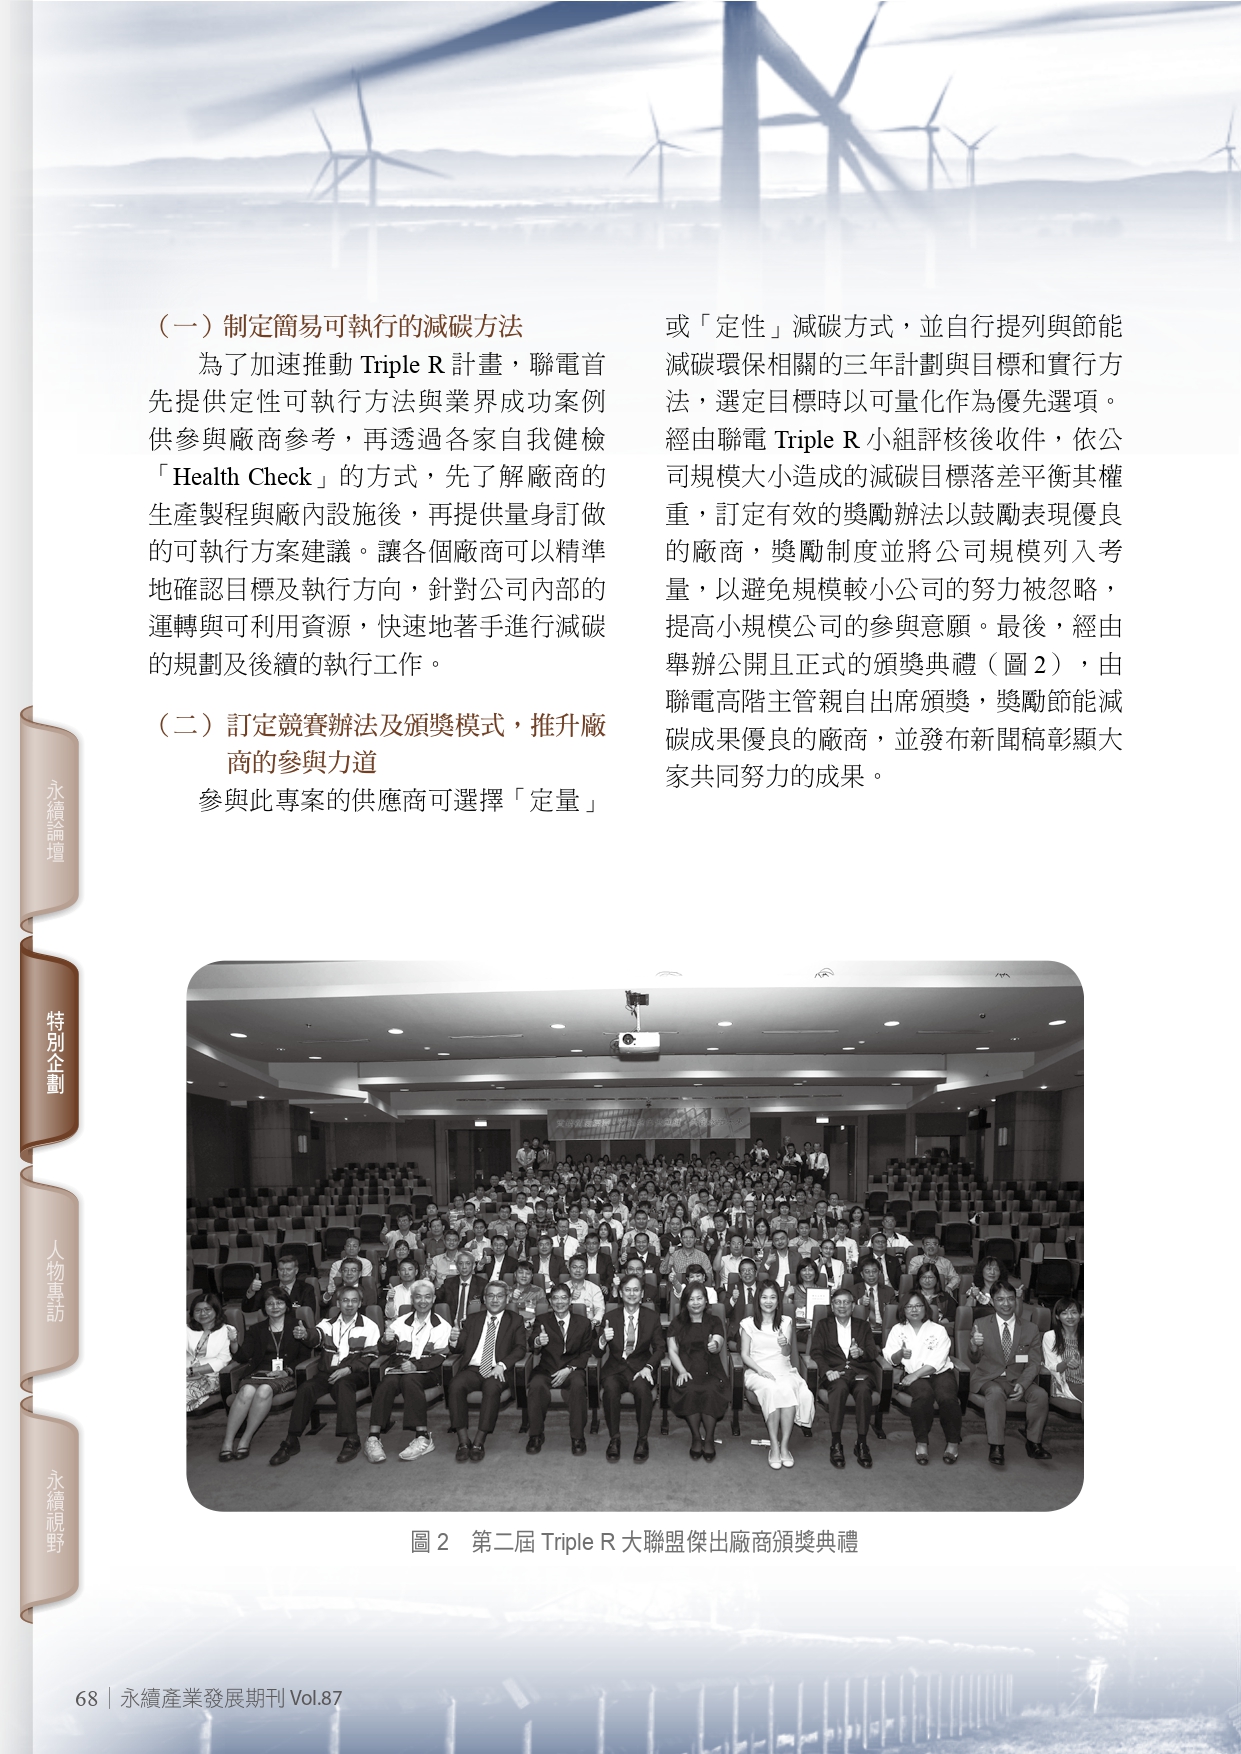 （一）制定簡易可執行的減碳方法
為了加速推動 Triple R 計畫，聯電首
先提供定性可執行方法與業界成功案例
供參與廠商參考，再透過各家自我健檢
「Health Check」的方式，先了解廠商的
生產製程與廠內設施後，再提供量身訂做
的可執行方案建議。讓各個廠商可以精準
地確認目標及執行方向，針對公司內部的
運轉與可利用資源，快速地著手進行減碳
的規劃及後續的執行工作。
（二）訂定競賽辦法及頒獎模式，推升廠
商的參與力道
參與此專案的供應商可選擇「定量」
或「定性」減碳方式，並自行提列與節能
減碳環保相關的三年計劃與目標和實行方
法，選定目標時以可量化作為優先選項。
經由聯電 Triple R 小組評核後收件，依公
司規模大小造成的減碳目標落差平衡其權
重，訂定有效的獎勵辦法以鼓勵表現優良
的廠商，獎勵制度並將公司規模列入考
量，以避免規模較小公司的努力被忽略，
提高小規模公司的參與意願。最後，經由
舉辦公開且正式的頒獎典禮（圖 2），由
聯電高階主管親自出席頒獎，獎勵節能減
碳成果優良的廠商，並發布新聞稿彰顯大
家共同努力的成果。
永續論壇
特別企劃
人物專訪
永續視野
圖 2　第二屆 Triple R 大聯盟傑出廠商頒獎典禮
68｜永續產業發展期刊 Vol.87